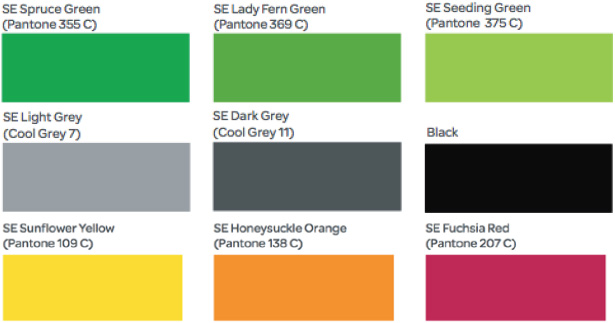 SE Spruce Green
(Pantone 355 C)
SE Lady Fern Green
(Pantone 369 C)
SE Seeding Green
(Pantone 375 C)
SE Light Grey
(Cool Grey 7)
SE Dark Grey
(Cool Grey 11)
Black
SE Sunflower Yellow
(Pantone 109 C)
SE Honeysuckle Orange
(Pantone 138 C)
SE Fuchsia Red
(Pantone 207 C)